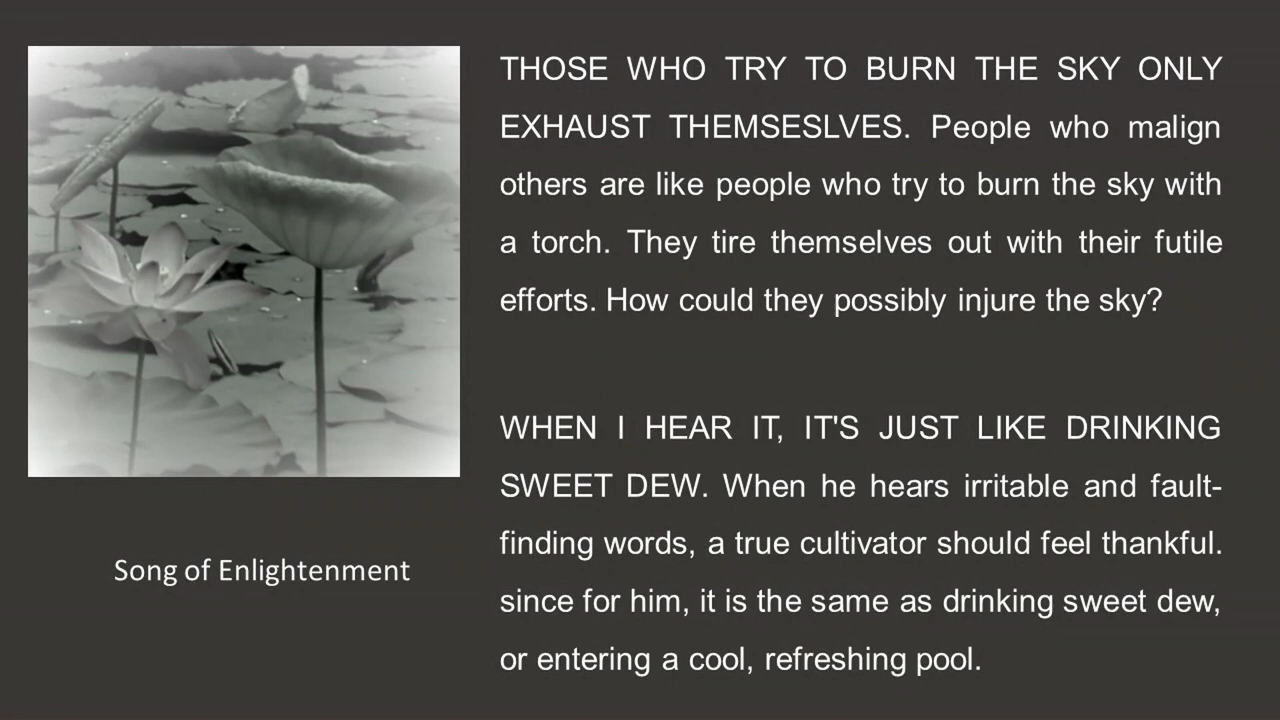 THOSE WHO TRY TO BURN THE SKY ONLY
EXHAUST THEMSESLVES. People who malign
others are like people who try to burn the sky with
a torch. They tire themselves out with their futile
efforts. How could they possibly injure the sky?
WHEN I HEAR IT, IT'S JUST LIKE DRINKING
SWEET DEW. When he hears irritable and fault-
finding words, a true cultivator should feel thankful.
since for him, it is the same as drinking sweet dew,
or entering a cool, refreshing pool.
Song of Enlightenment